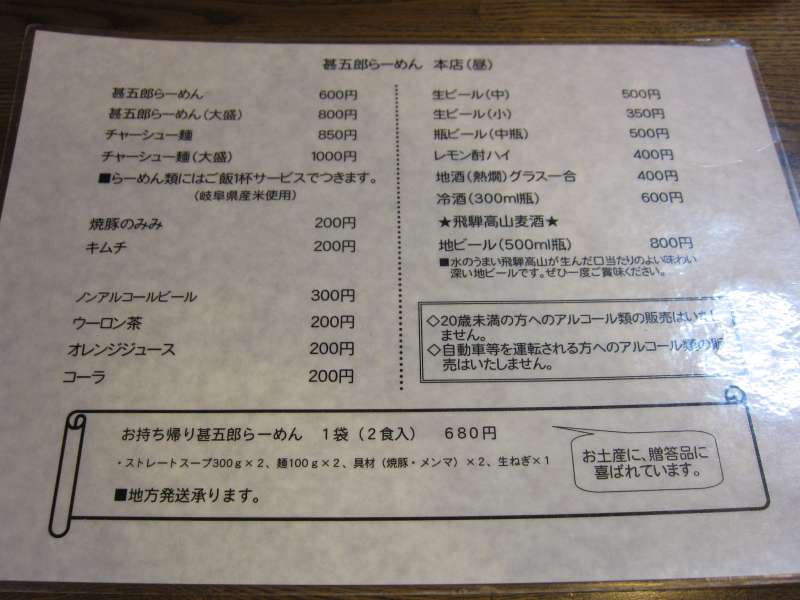 甚五郎らーめん 本店(昼)
甚五郎らーめん 600円
甚五郎らーめん(大盛) 800円
チャーシュー麺 850円
チャーシュー麺(大盛) 1000円
■らーめん類にはご飯1杯サービスでつきます。
(岐阜県産米使用)
焼豚のみみ 200円
キムチ 200円
ノンアルコールビール 300円
ウーロン茶 200円
オレンジジュース 200円
コーラ 200円
生ビール(中) 500円
生ビール(小) 350円
瓶ビール(中瓶) 500円
レモン酎ハイ 400円
地酒(熱燗)グラス一合 400円
冷酒(300ml瓶) 600円
★飛騨高山麦酒★
地ビール(500ml瓶) 800円
■水のうまい飛騨高山が生んだ口当たりのよい味わい
深い地ビールです。ぜひ一度ご賞味ください。
◇20歳未満の方へのアルコール類の販売はいたし
ません。
◇自動車等を運転される方へのアルコール類の販
売はいたしません。
お持ち帰り甚五郎らーめん 1袋(2食入) 680円
・ストレートスープ300g×2、麺100g×2、具材(焼豚・メンマ)×2、生ねぎ×1
■地方発送承ります。
お土産に、贈答品に
喜ばれています。